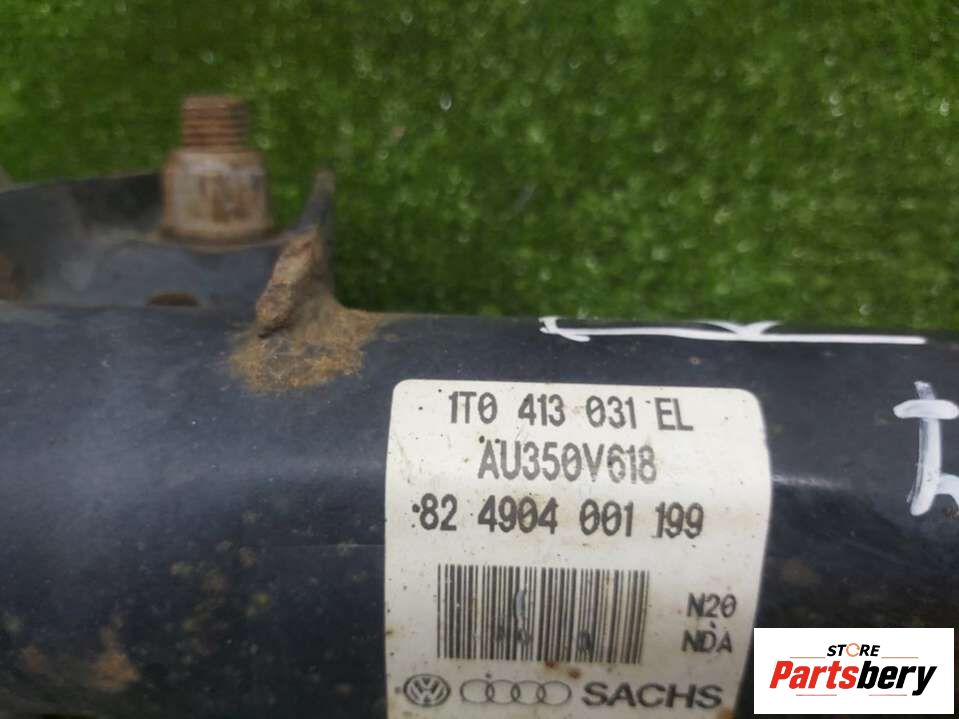 1T0 413 031 EL
AU350V618
82 4904 001 199
N20
NDA
SACHS
STORE
Partsbery